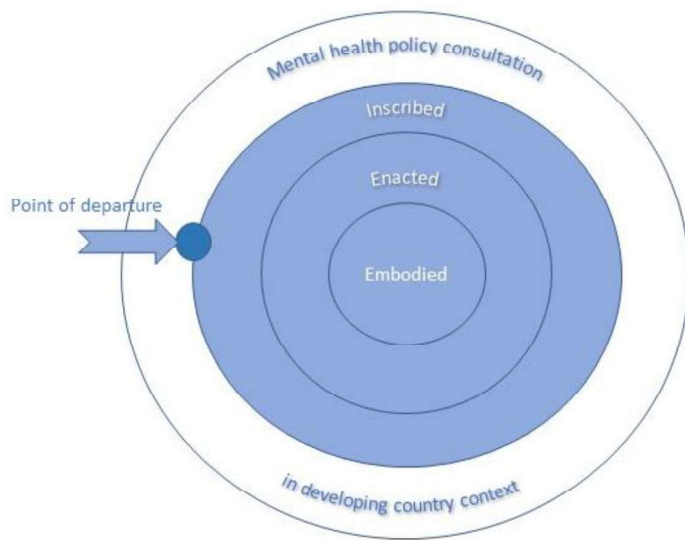 Mental health policy consultation
Inscribed
Enacted
Point of departure
Embodied
in developing country context